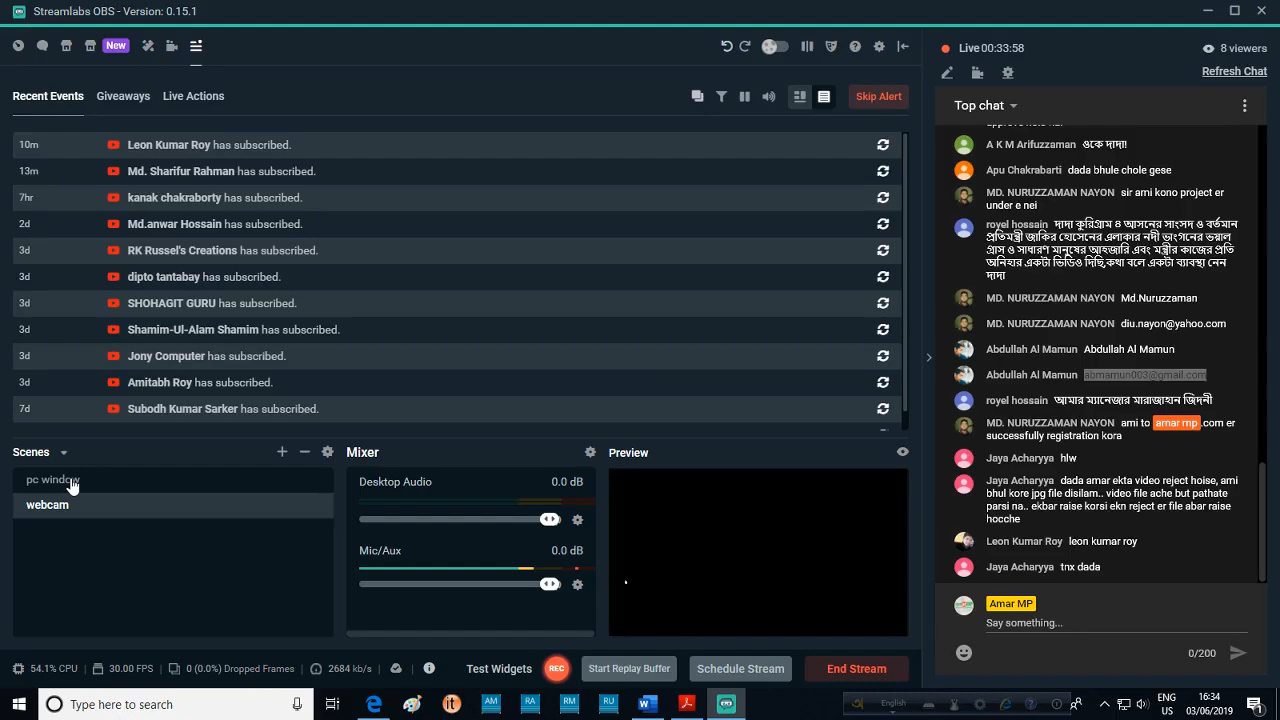 Streamlabs OBS - Version: 0.15.1
New
Live 00:33:58
8 viewers
Refresh Chat
Recent Events
Giveaways
Live Actions
Skip Alert
Top chat
10m Leon Kumar Roy has subscribed.
13m Md. Sharifur Rahman has subscribed.
7hr kanak chakraborty has subscribed.
2d Md.anwar Hossain has subscribed.
3d RK Russel's Creations has subscribed.
3d dipto tantabay has subscribed.
3d SHOHAGIT GURU has subscribed.
3d Shamim-Ul-Alam Shamim has subscribed.
3d Jony Computer has subscribed.
3d Amitabh Roy has subscribed.
7d Subodh Kumar Sarker has subscribed.
A K M Arifuzzaman ওকে দাদা!
Apu Chakrabarti dada bhule chole gese
MD. NURUZZAMAN NAYON sir ami kono project er
under e nei
royel hossain দাদা কুরিগ্রাম ৪ আসনের সাংসদ ও বর্তমান
প্রতিমন্ত্রী জাকির হোসেনের এলাকার নদী ভাংগনের ভয়াল
গ্রাস ও সাধারণ মানুষের আহজারি এবং মন্ত্রীর কাজের প্রতি
অনিহার একটা ভিডিও দিছি,কথা বলে একটা ব্যাবস্থা নেন
দাদা
MD. NURUZZAMAN NAYON Md.Nuruzzaman
MD. NURUZZAMAN NAYON diu.nayon@yahoo.com
Abdullah Al Mamun Abdullah Al Mamun
Abdullah Al Mamun abmamun003@gmail.com
royel hossain আমার ম্যানেজার মারাজাহান জিদনী
MD. NURUZZAMAN NAYON ami to amar mp .com er
successfully registration kora
Jaya Acharyya hlw
Jaya Acharyya dada amar ekta video reject hoise, ami
bhul kore jpg file disilam.. video file ache but pathate
parsi na.. ekbar raise korsi ekn reject er file abar raise
hocche
Leon Kumar Roy leon kumar roy
Jaya Acharyya tnx dada
Amar MP
Say something...
0/200
Scenes
pc window
webcam
Mixer
Desktop Audio 0.0 dB
Mic/Aux 0.0 dB
Preview
54.1% CPU
30.00 FPS
0 (0.0%) Dropped Frames
2684 kb/s
Test Widgets
REC
Start Replay Buffer
Schedule Stream
End Stream
Type here to search
AM
RA
RM
RU
English
ENG
US
16:34
03/06/2019